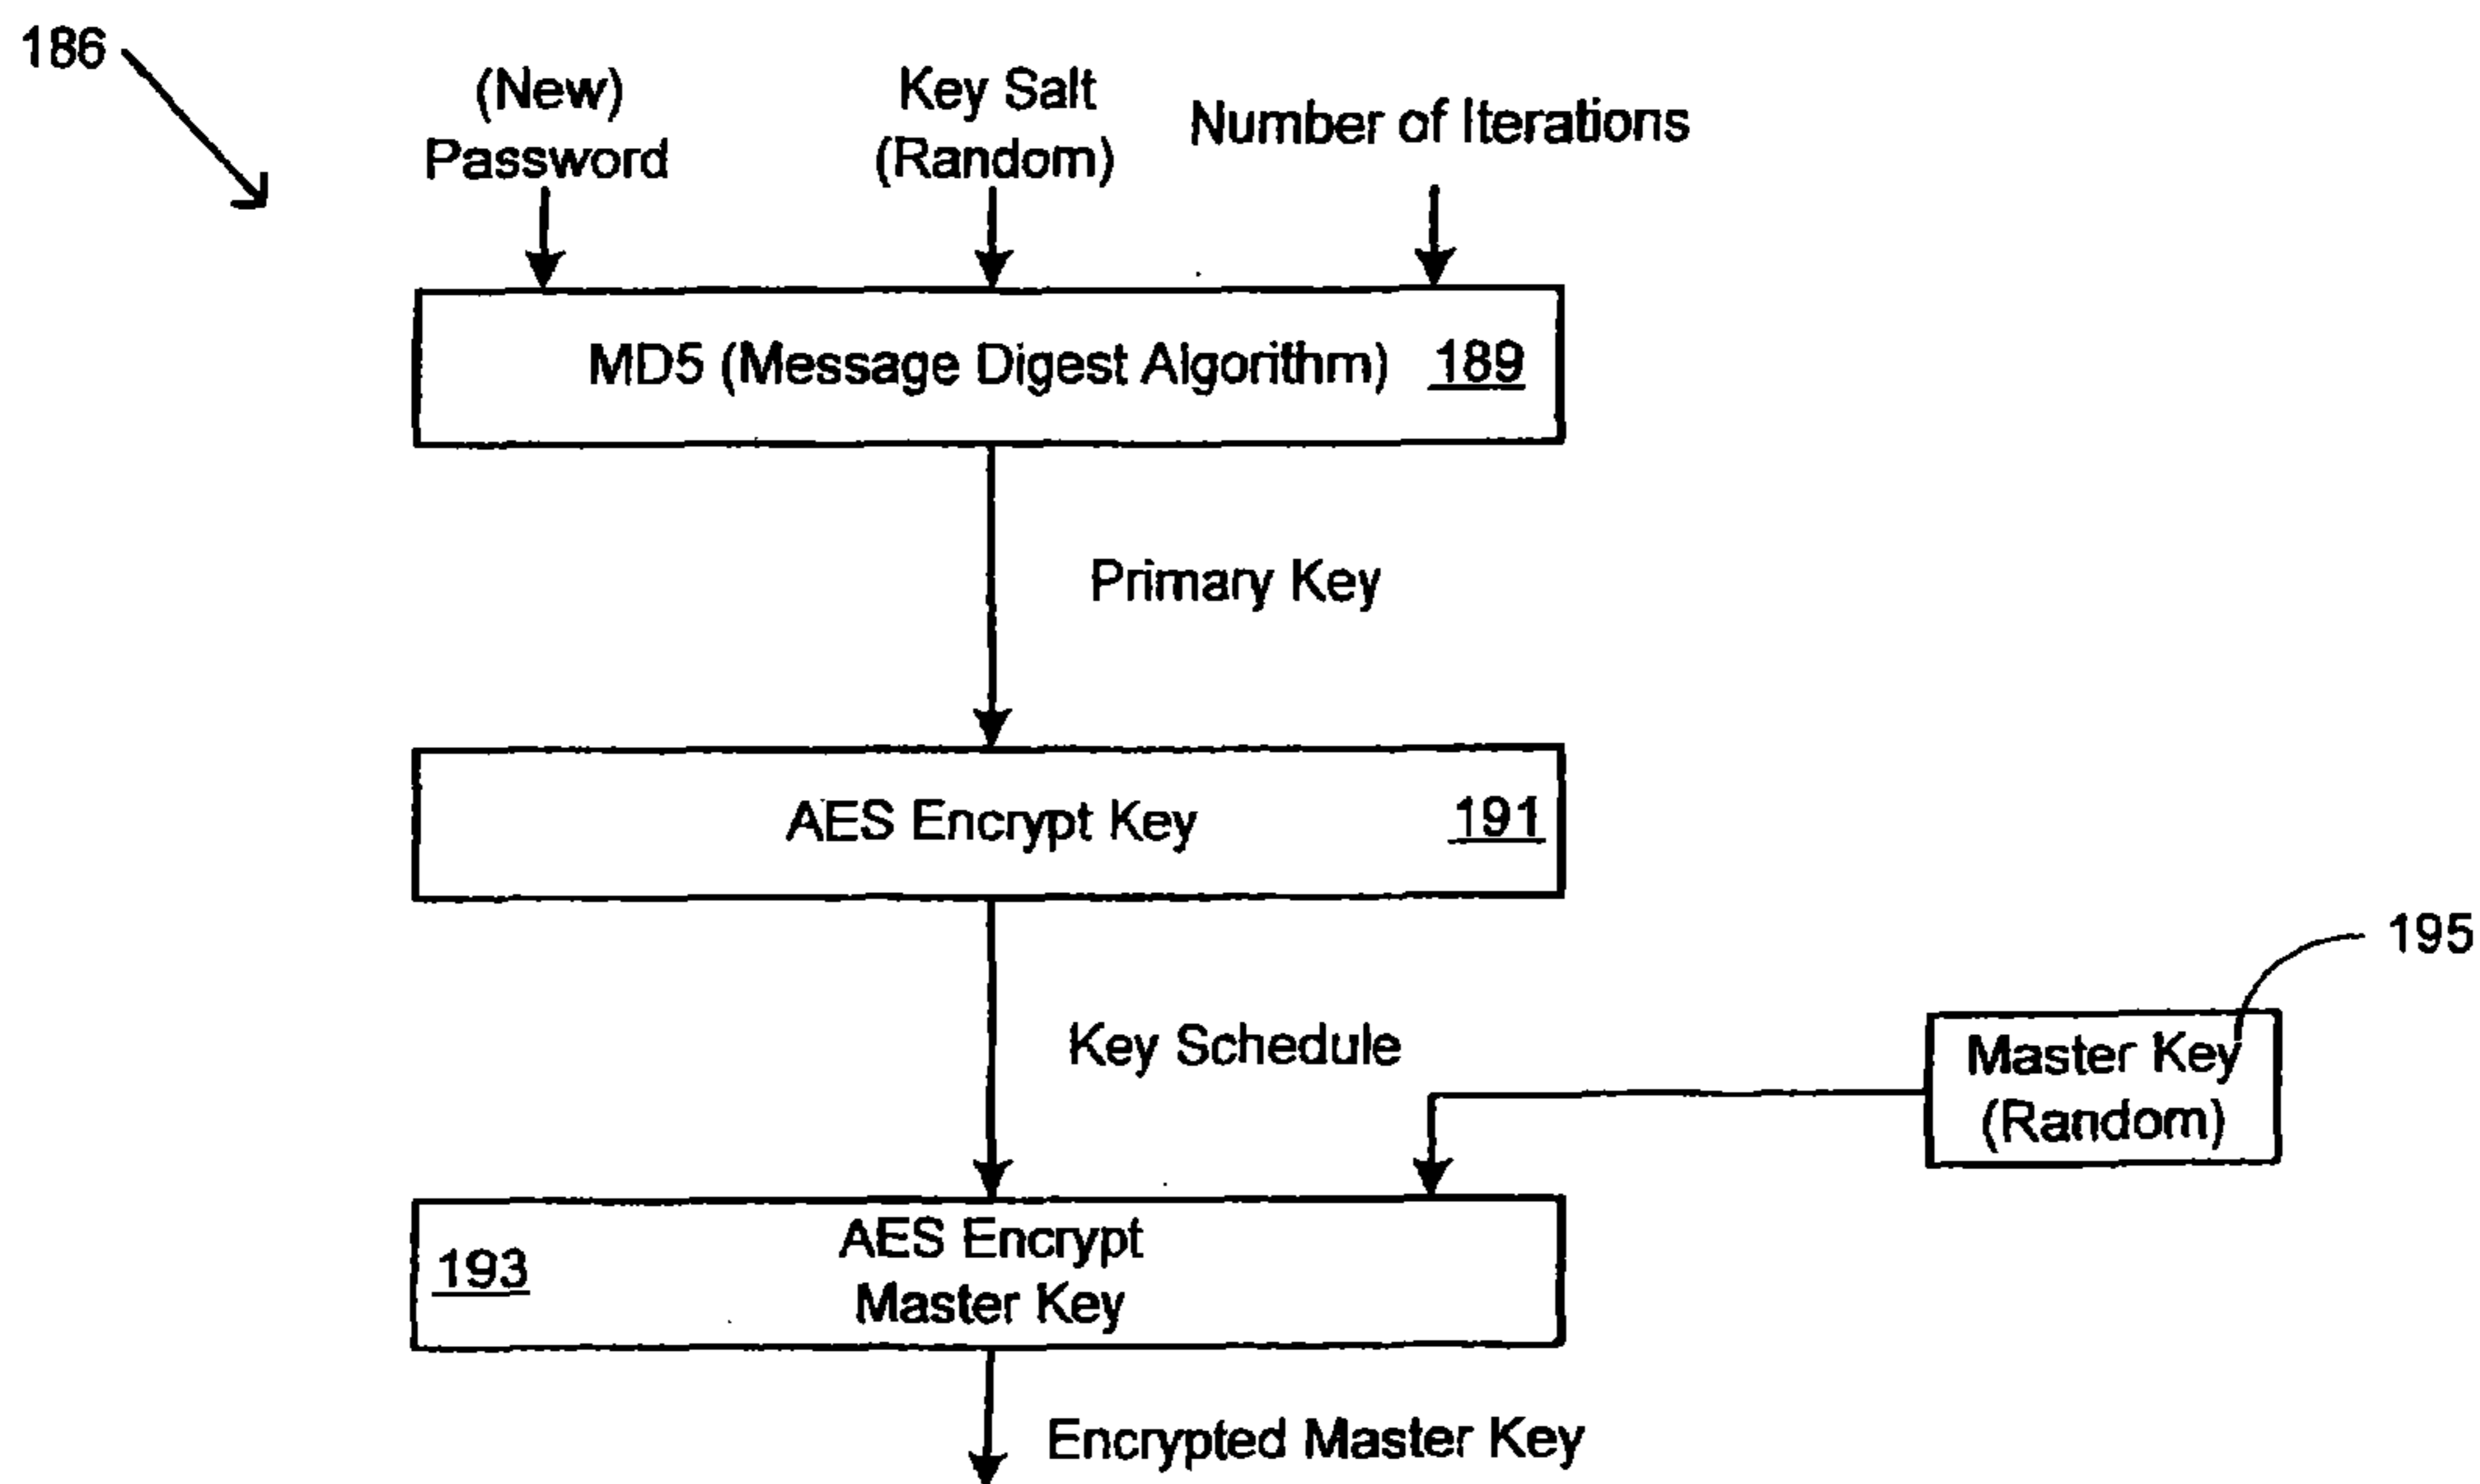 186
(New)
Password
Key Salt
(Random)
Number of Iterations
MD5 (Message Digest Algorithm) 189
Primary Key
AES Encrypt Key 191
195
Key Schedule
Master Key
(Random)
193
AES Encrypt
Master Key
Encrypted Master Key